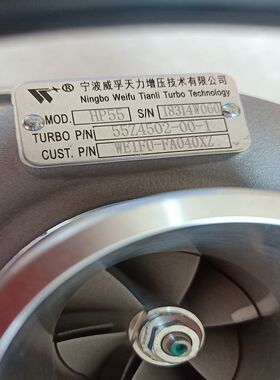 ® 宁波威孚天力增压技术有限公司
Ningbo Weifu Tianli Turbo Technology
MOD. HP55 S/N 18314W060
TURBO P/N 55Z4502-00-1
CUST. P/N WEIFU-FA040XZ